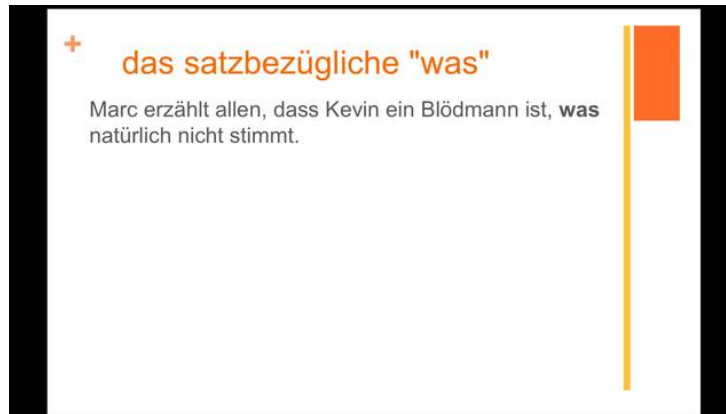 +
das satzbezügliche "was"
Marc erzählt allen, dass Kevin ein Blödmann ist, was
natürlich nicht stimmt.